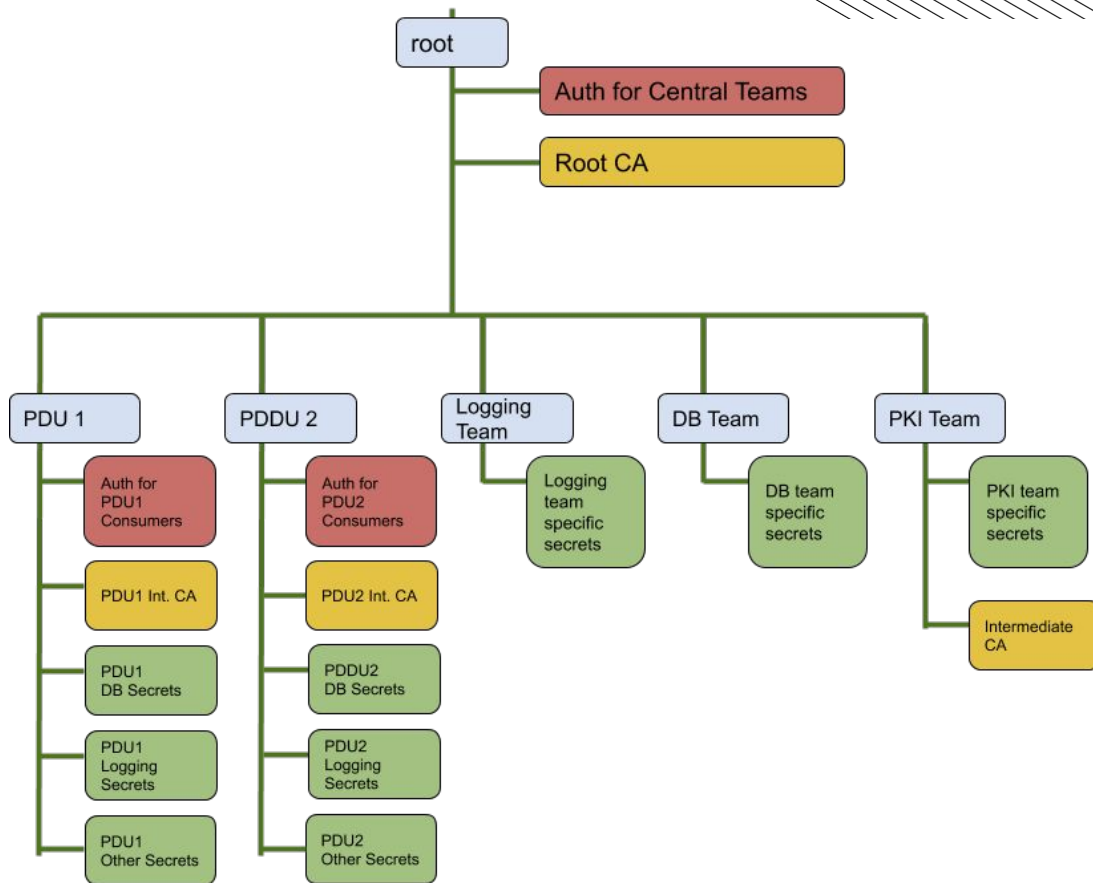 root
Auth for Central Teams
Root CA
PDU 1
PDDU 2
Logging
Team
DB Team
PKI Team
Auth for
PDU1
Consumers
PDU1 Int. CA
PDU1
DB Secrets
PDU1
Logging
Secrets
PDU1
Other Secrets
Auth for
PDU2
Consumers
PDU2 Int. CA
PDDU2
DB Secrets
PDU2
Logging
Secrets
PDU2
Other Secrets
Logging
team
specific
secrets
DB team
specific
secrets
PKI team
specific
secrets
Intermediate
CA